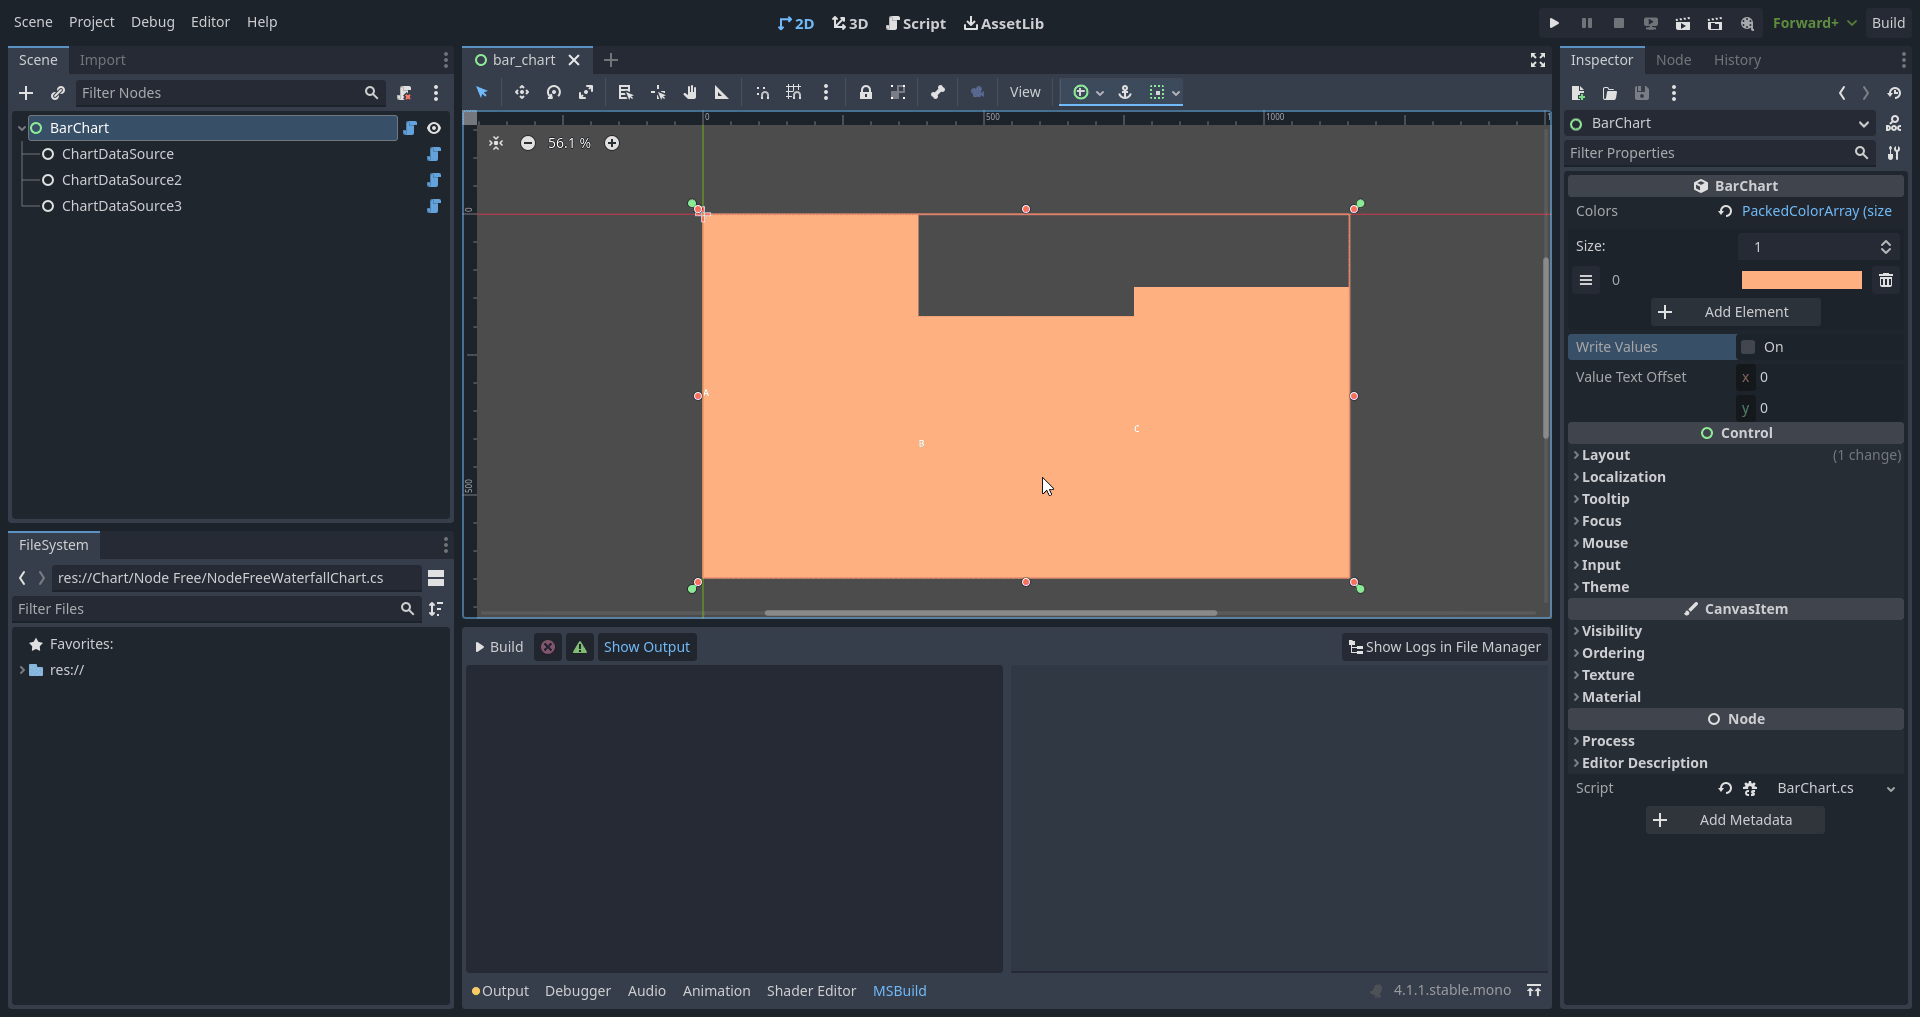 Scene Project Debug Editor Help
2D 3D Script AssetLib
Forward+ Build
Scene Import
Filter Nodes
BarChart
ChartDataSource
ChartDataSource2
ChartDataSource3
FileSystem
res://Chart/Node Free/NodeFreeWaterfallChart.cs
Filter Files
Favorites:
res://
bar_chart
View
0 500 1000 1
56.1 %
0
500
A
B
C
Build Show Output Show Logs in File Manager
Output Debugger Audio Animation Shader Editor MSBuild 4.1.1.stable.mono
Inspector Node History
BarChart
Filter Properties
BarChart
Colors PackedColorArray (size
Size: 1
0
Add Element
Write Values On
Value Text Offset x 0
y 0
Control
Layout (1 change)
Localization
Tooltip
Focus
Mouse
Input
Theme
CanvasItem
Visibility
Ordering
Texture
Material
Node
Process
Editor Description
Script BarChart.cs
Add Metadata